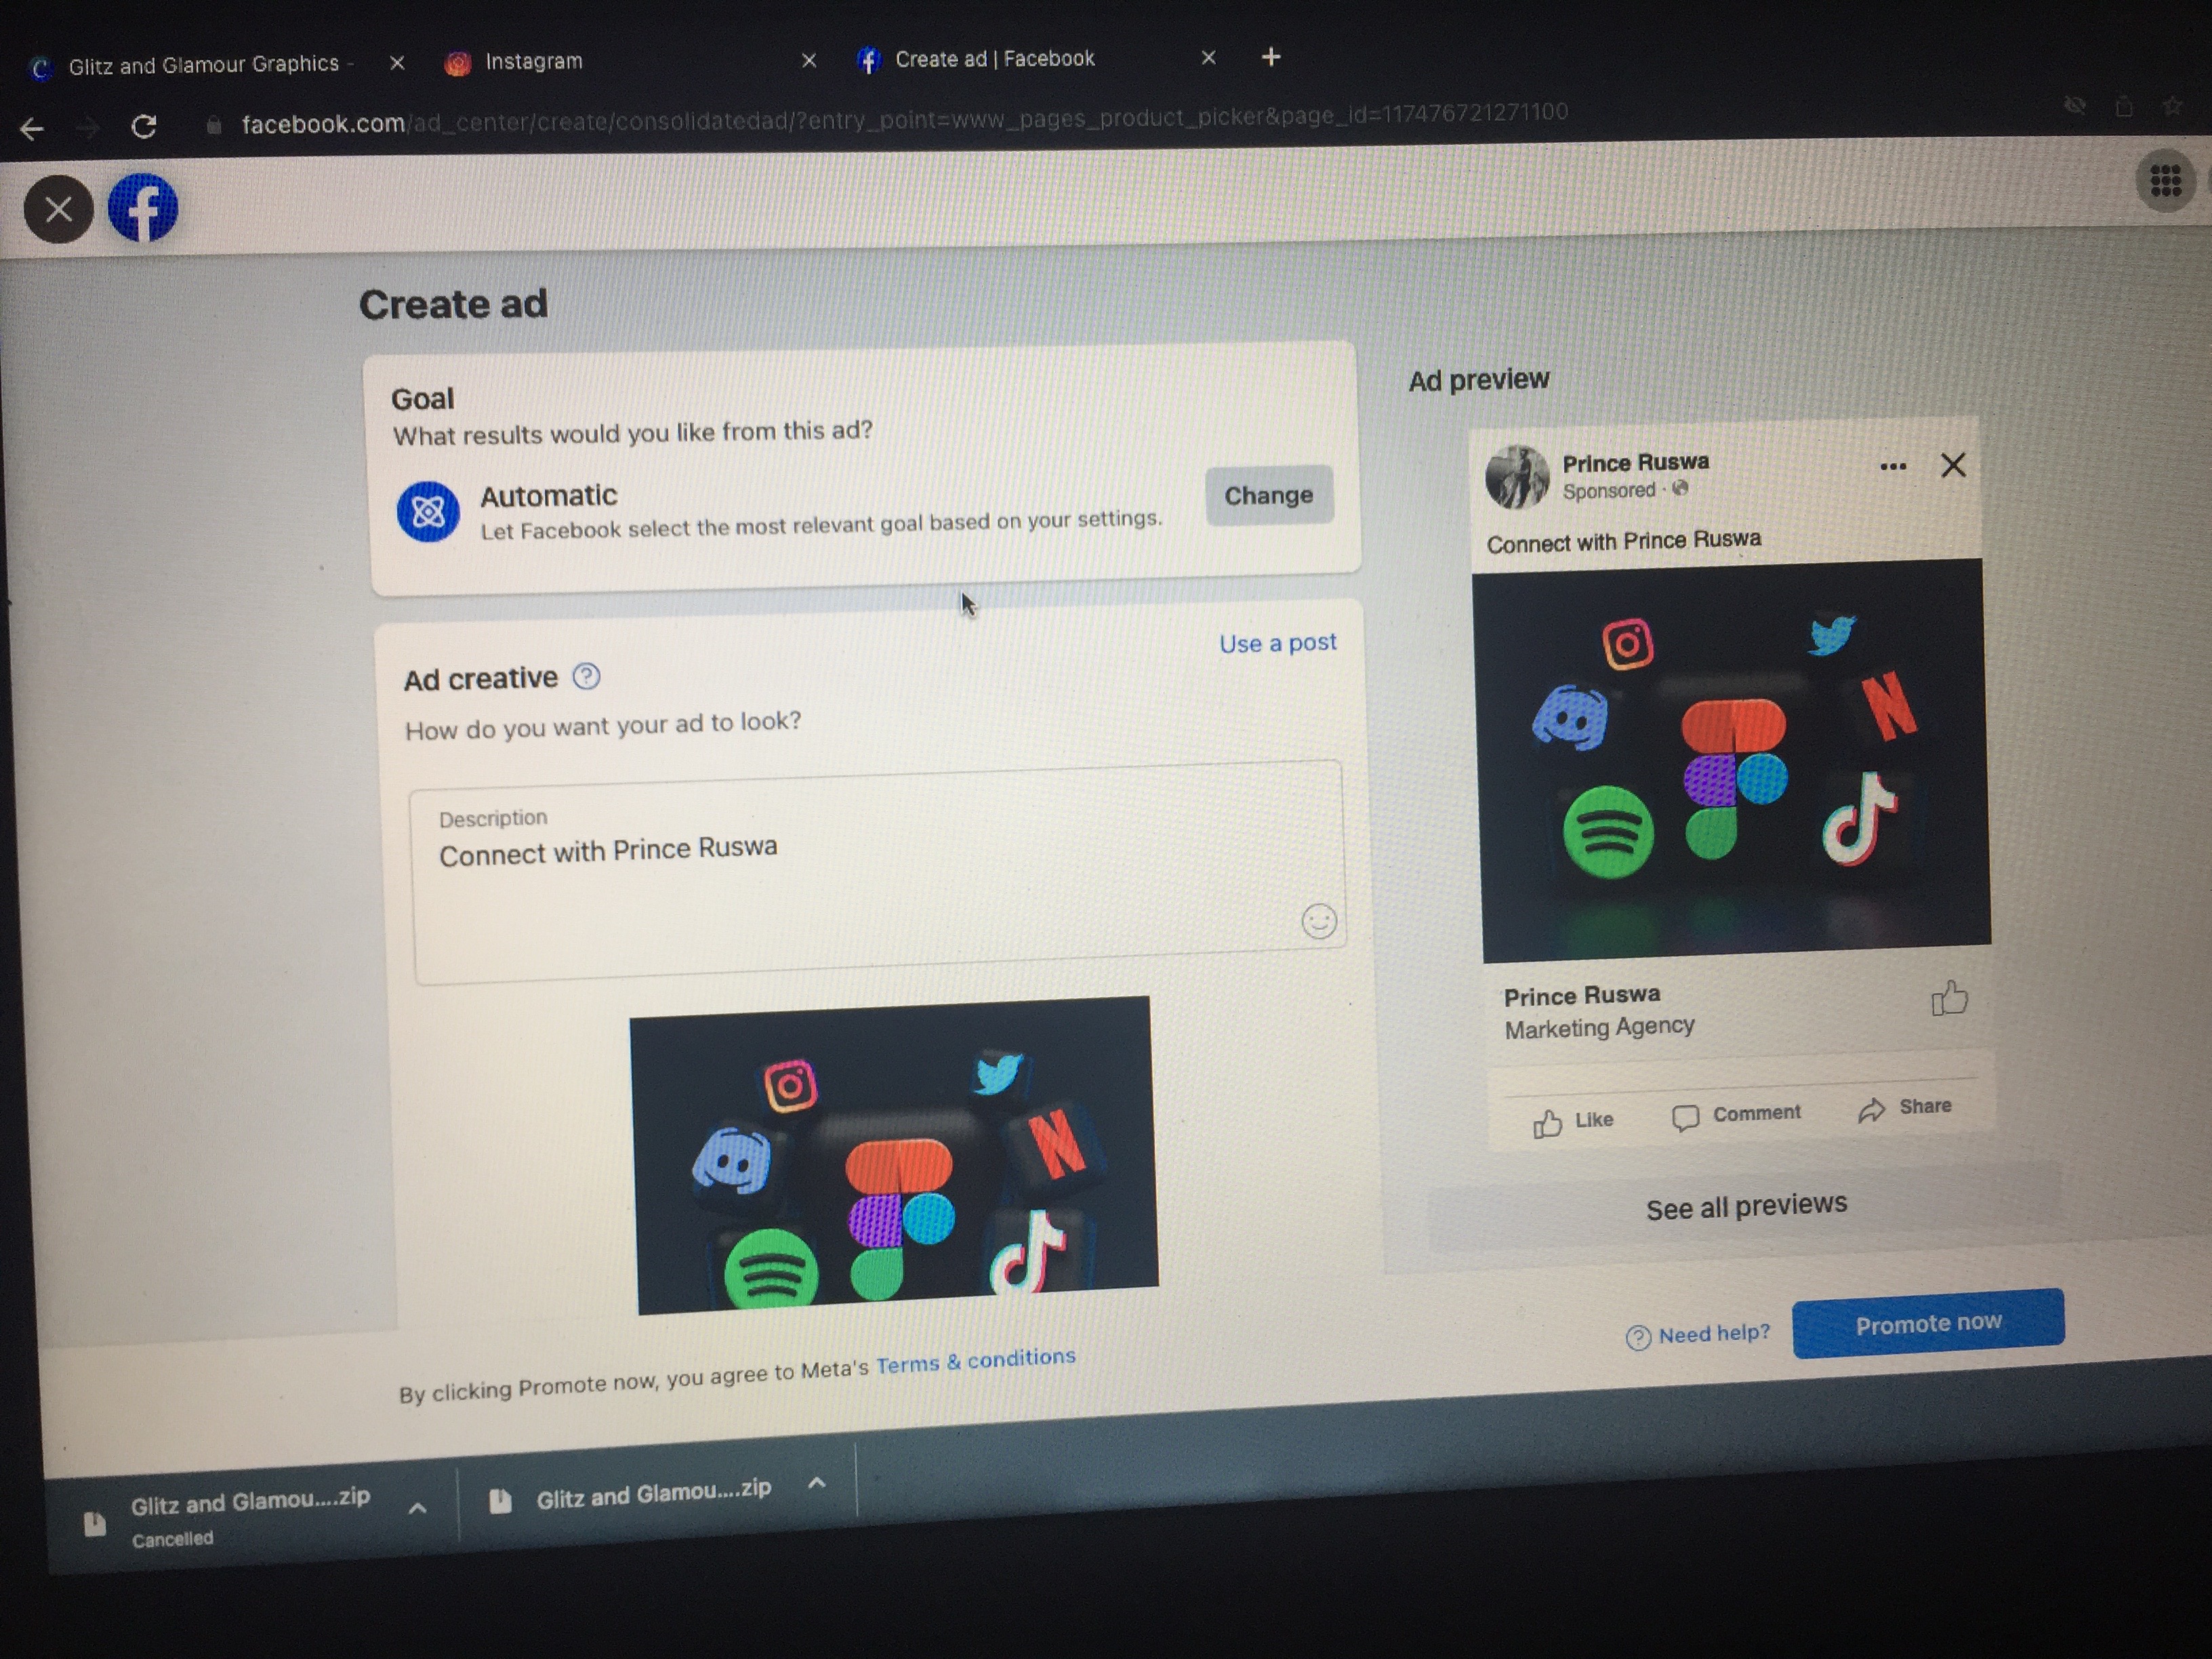 Glitz and Glamour Graphics -
Instagram
Create ad | Facebook
facebook.com/ad_center/create/consolidatedad/?entry_point=www_pages_product_picker&page_id=117476721271100
Create ad
Goal
What results would you like from this ad?
Automatic
Let Facebook select the most relevant goal based on your settings.
Change
Use a post
Ad creative
How do you want your ad to look?
Description
Connect with Prince Ruswa
By clicking Promote now, you agree to Meta's Terms & conditions
Ad preview
Prince Ruswa
Sponsored ·
Connect with Prince Ruswa
Prince Ruswa
Marketing Agency
Like
Comment
Share
See all previews
Need help?
Promote now
Glitz and Glamou....zip
Cancelled
Glitz and Glamou....zip